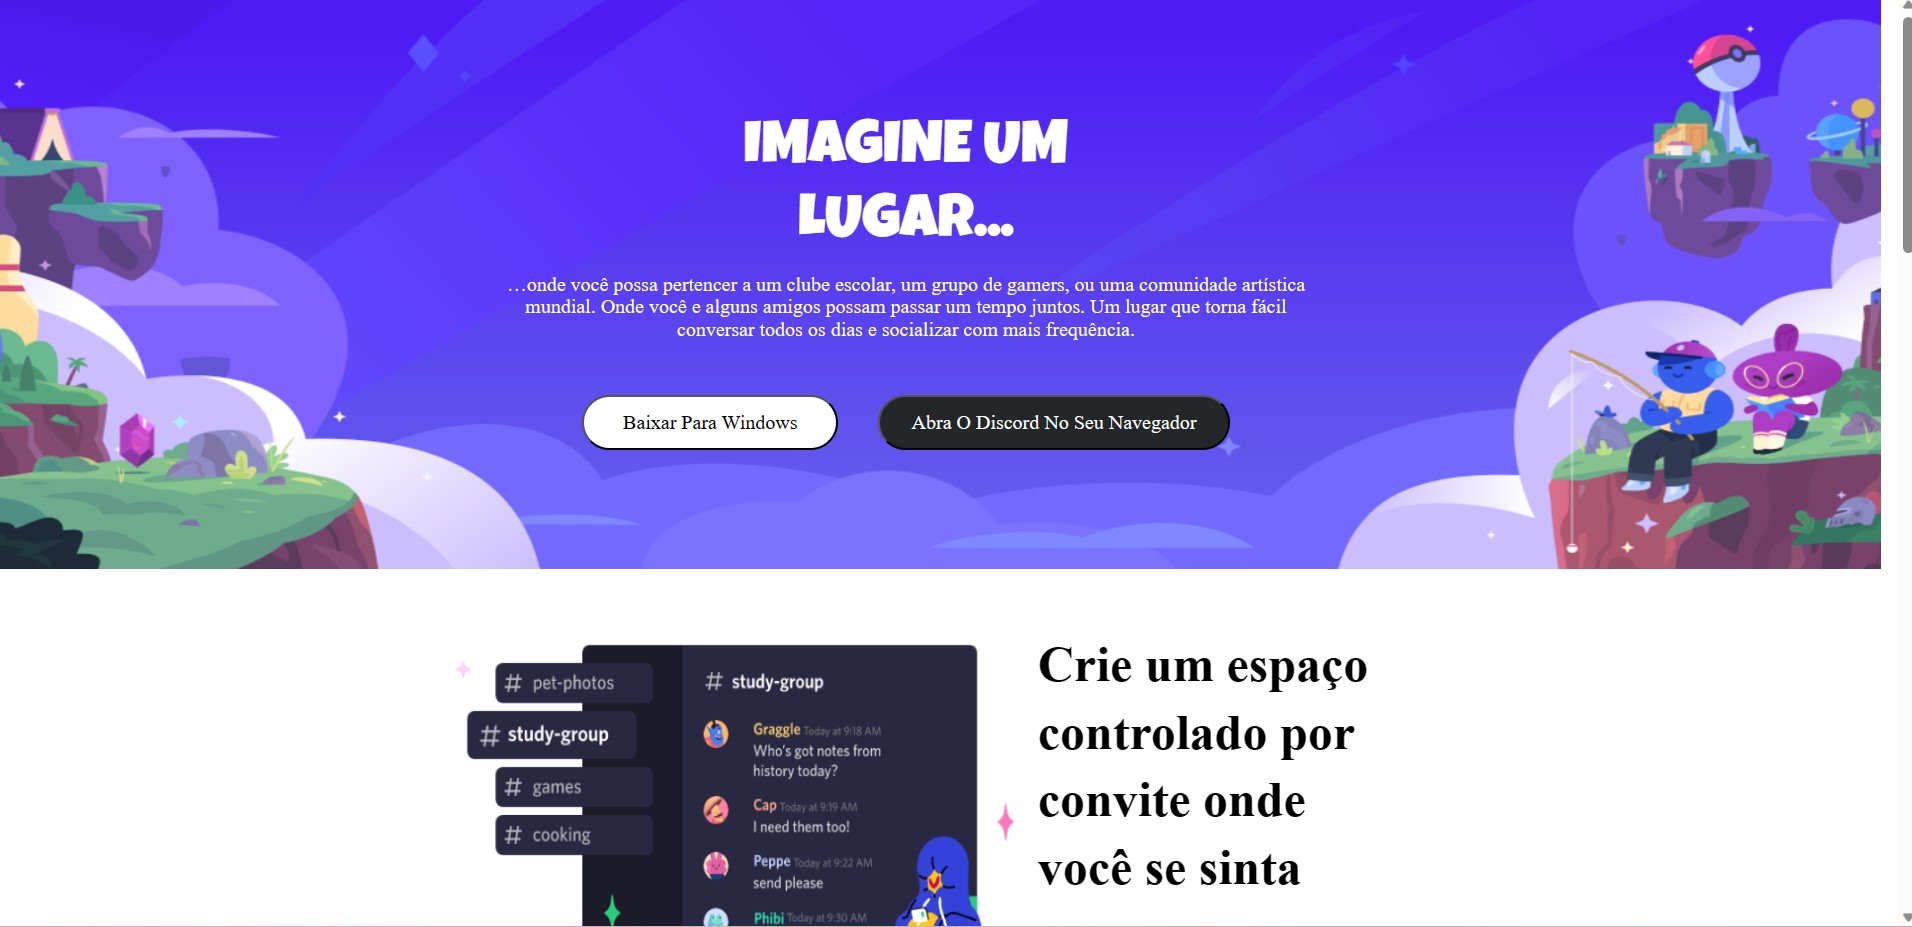 IMAGINE UM
LUGAR...
…onde você possa pertencer a um clube escolar, um grupo de gamers, ou uma comunidade artística
mundial. Onde você e alguns amigos possam passar um tempo juntos. Um lugar que torna fácil
conversar todos os dias e socializar com mais frequência.
Baixar Para Windows
Abra O Discord No Seu Navegador
# pet-photos
# study-group
# games
# cooking
# study-group
Graggle Today at 9:18 AM
Who's got notes from
history today?
Cap Today at 9:19 AM
I need them too!
Peppe Today at 9:22 AM
send please
Phibi Today at 9:30 AM
Crie um espaço
controlado por
convite onde
você se sinta